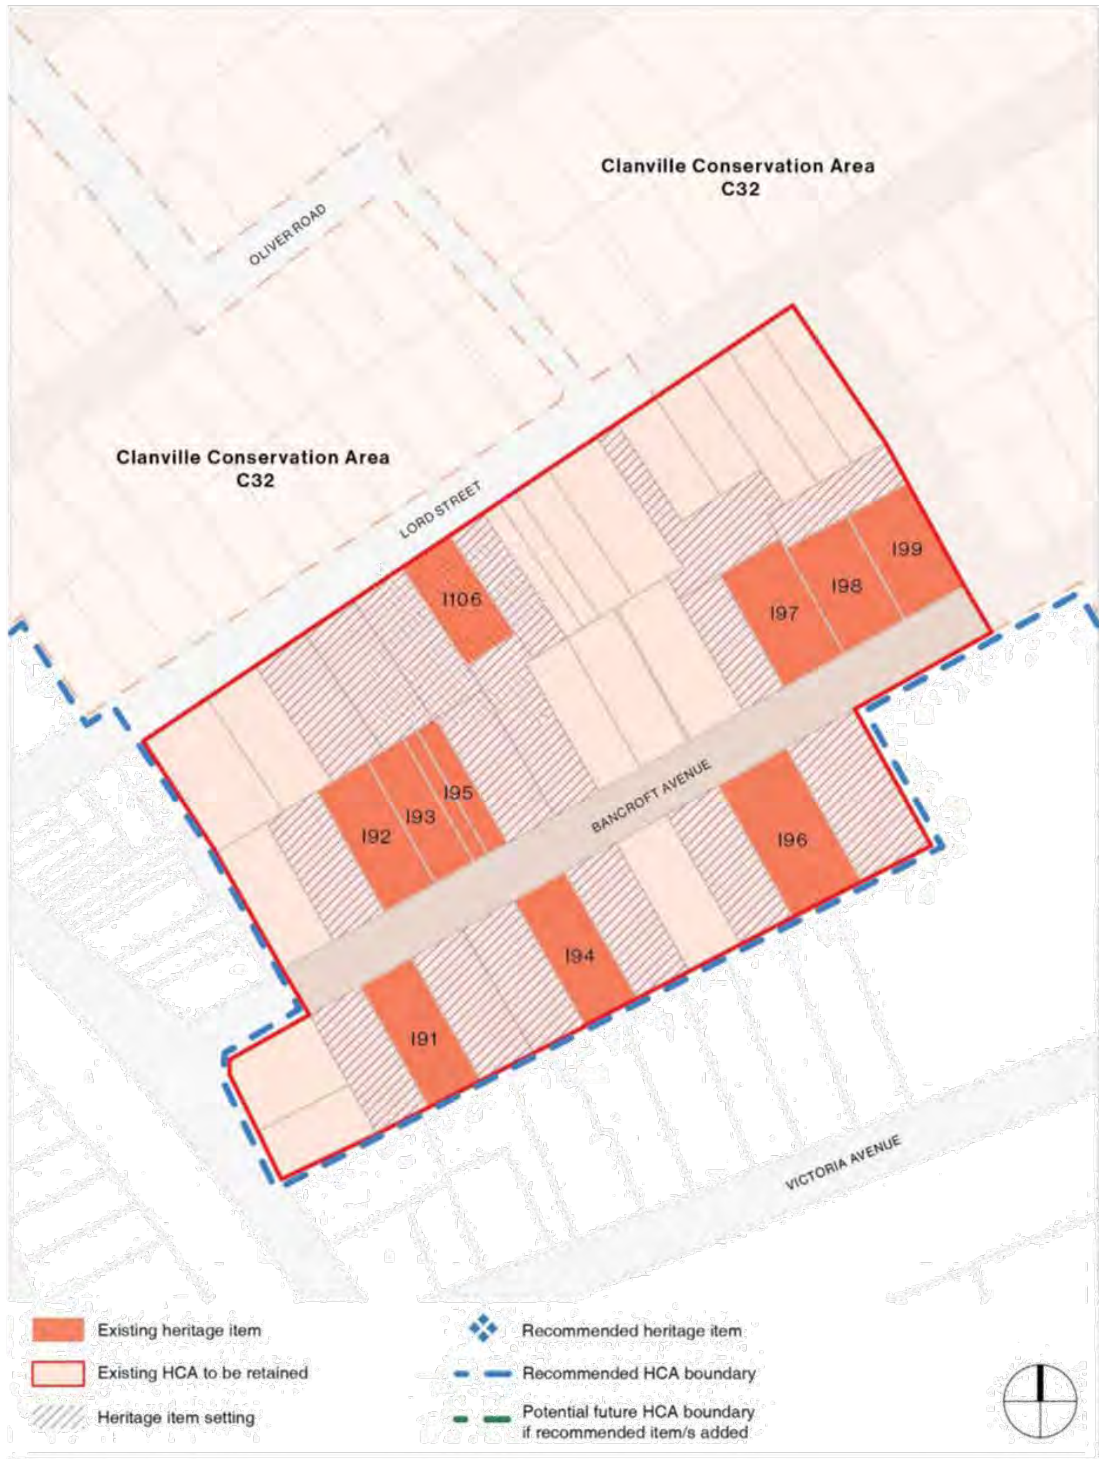 Clanville Conservation Area
C32
OLIVER ROAD
Clanville Conservation Area
C32
LORD STREET
I106
I99
I98
I97
I95
I93
I92
BANCROFT AVENUE
I96
I94
I91
VICTORIA AVENUE
Existing heritage item
Existing HCA to be retained
Heritage item setting
Recommended heritage item
Recommended HCA boundary
Potential future HCA boundary
if recommended item/s added